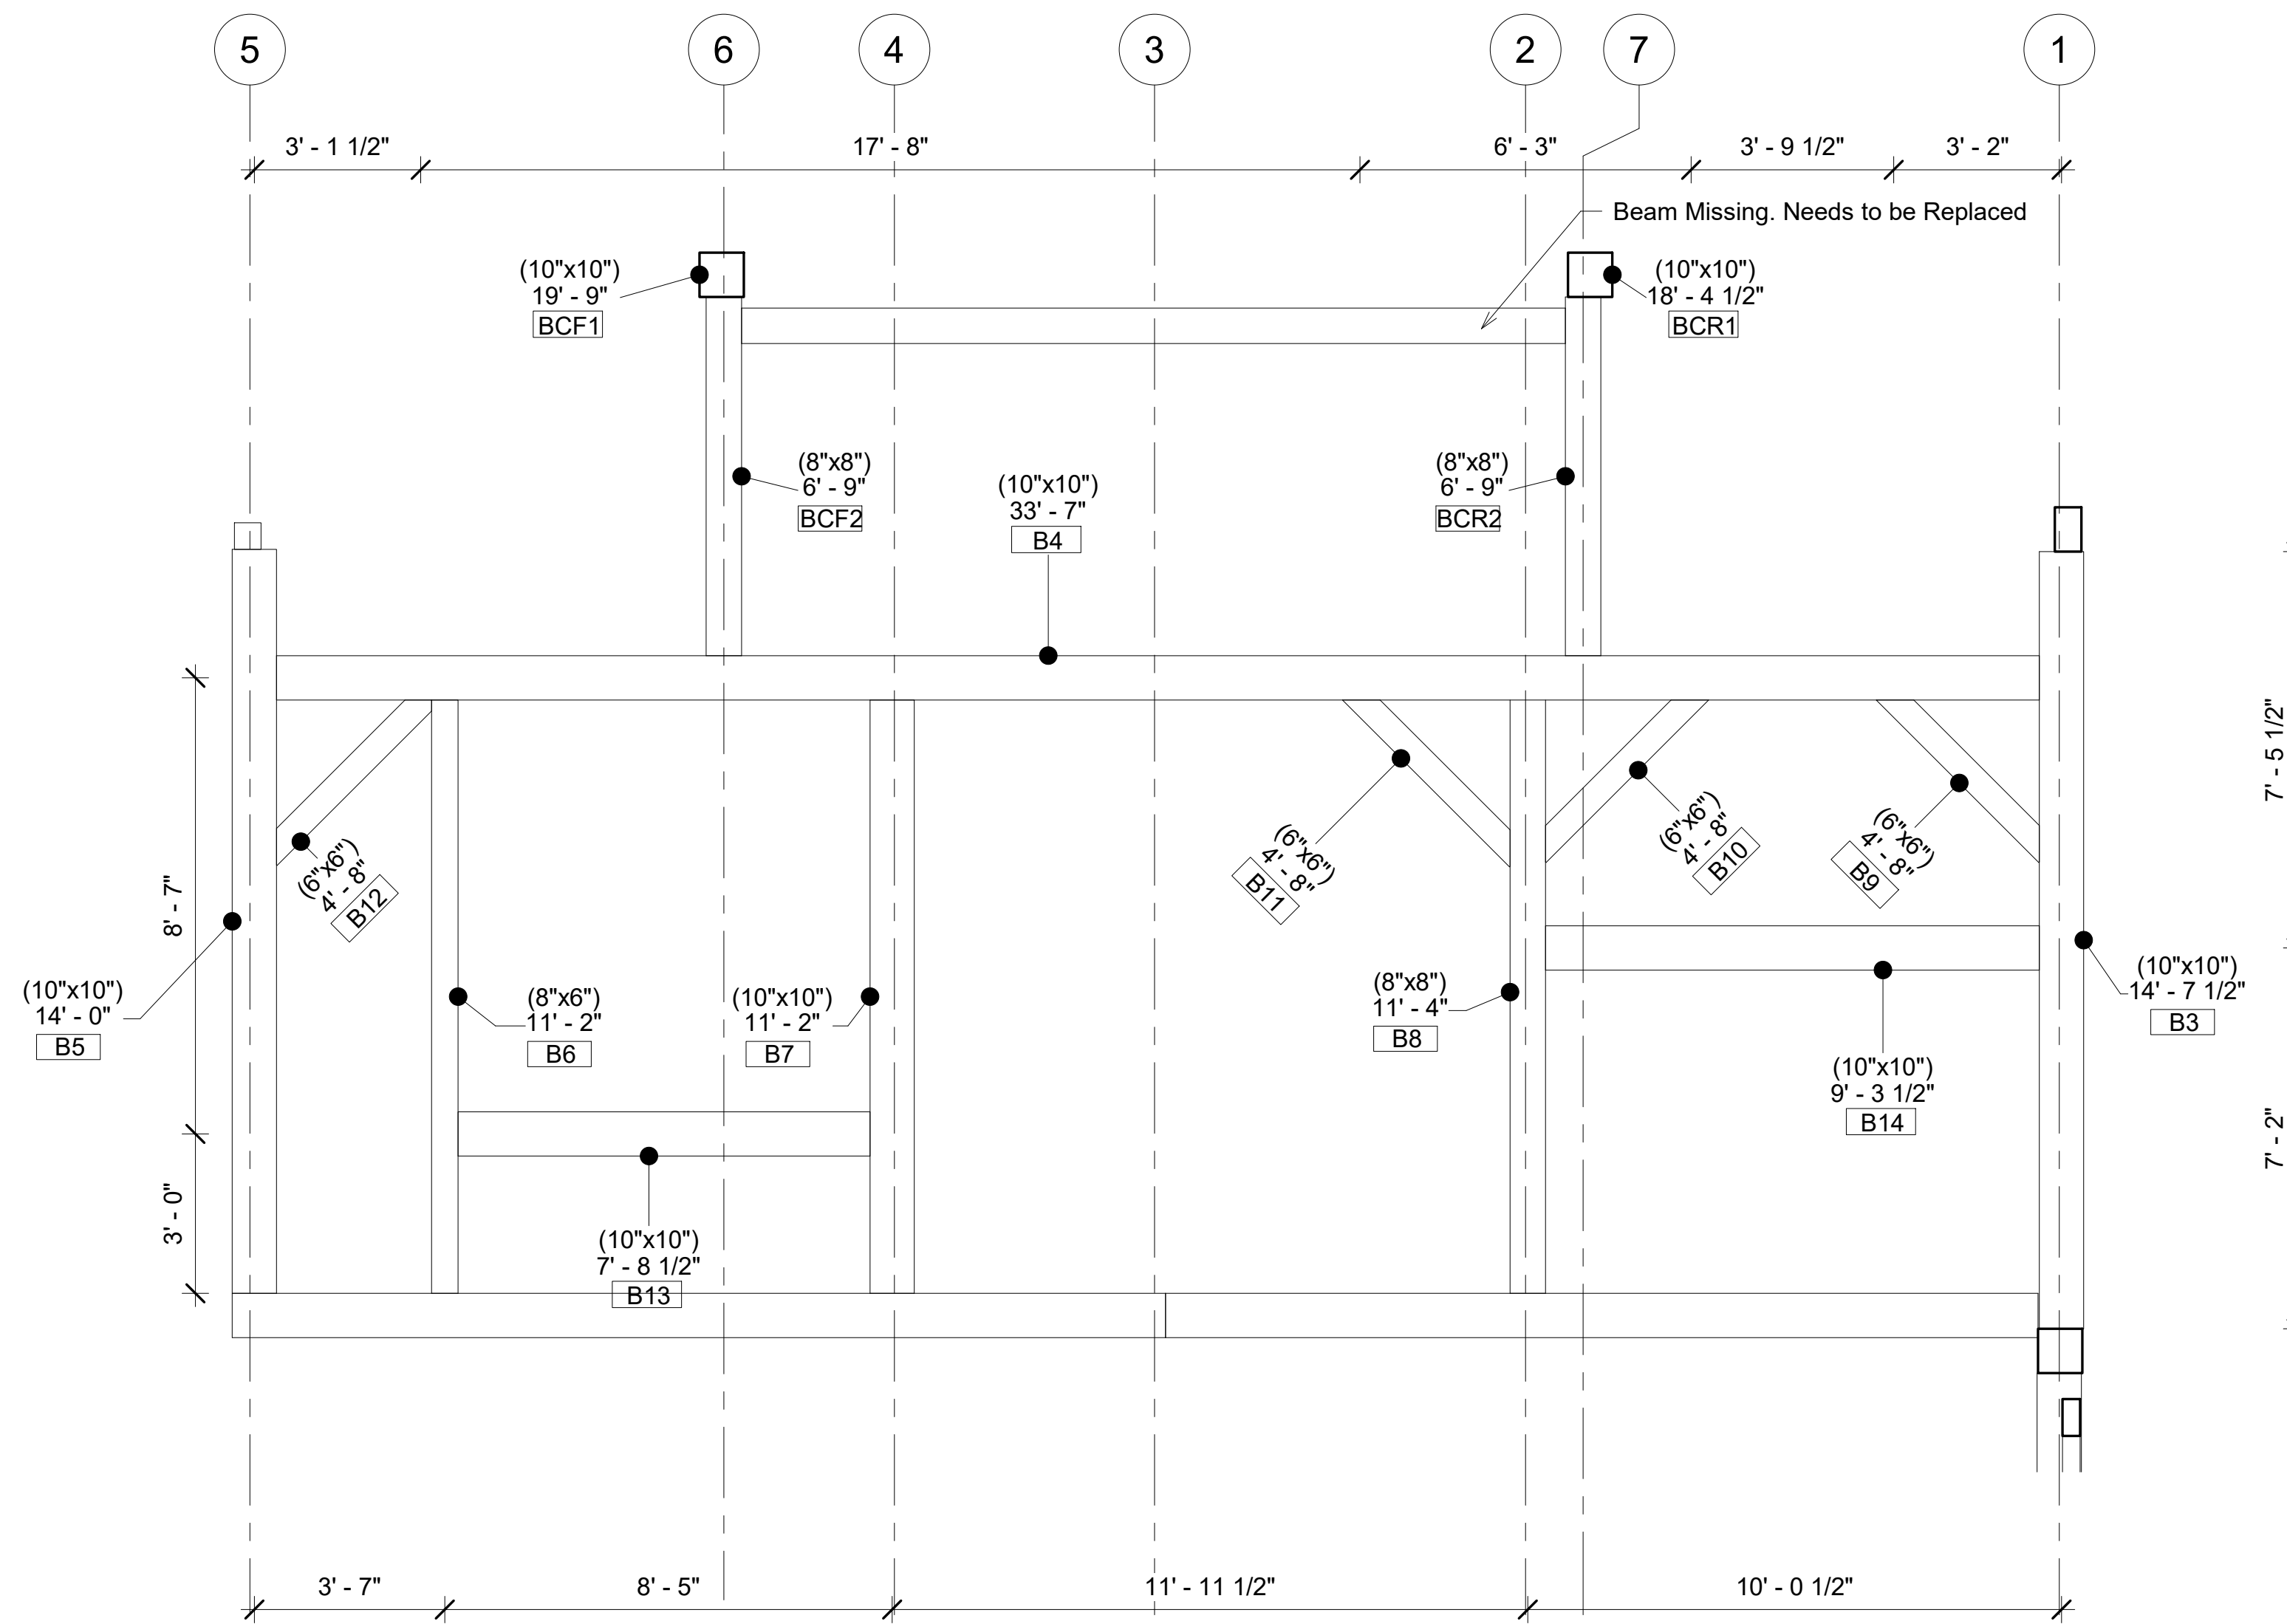 5
6
4
3
2
7
1
3' - 1 1/2"
17' - 8"
6' - 3"
3' - 9 1/2"
3' - 2"
Beam Missing. Needs to be Replaced
(10"x10")
19' - 9"
BCF1
(10"x10")
18' - 4 1/2"
BCR1
(8"x8")
6' - 9"
BCF2
(10"x10")
33' - 7"
B4
(8"x8")
6' - 9"
BCR2
7' - 5 1/2"
(6"x6")
4' - 8"
B12
(6"x6")
4' - 8"
B11
(6"x6")
4' - 8"
B10
(6"x6")
4' - 8"
B9
8' - 7"
(10"x10")
14' - 0"
B5
(8"x6")
11' - 2"
B6
(10"x10")
11' - 2"
B7
(8"x8")
11' - 4"
B8
(10"x10")
14' - 7 1/2"
B3
(10"x10")
9' - 3 1/2"
B14
7' - 2"
3' - 0"
(10"x10")
7' - 8 1/2"
B13
3' - 7"
8' - 5"
11' - 11 1/2"
10' - 0 1/2"